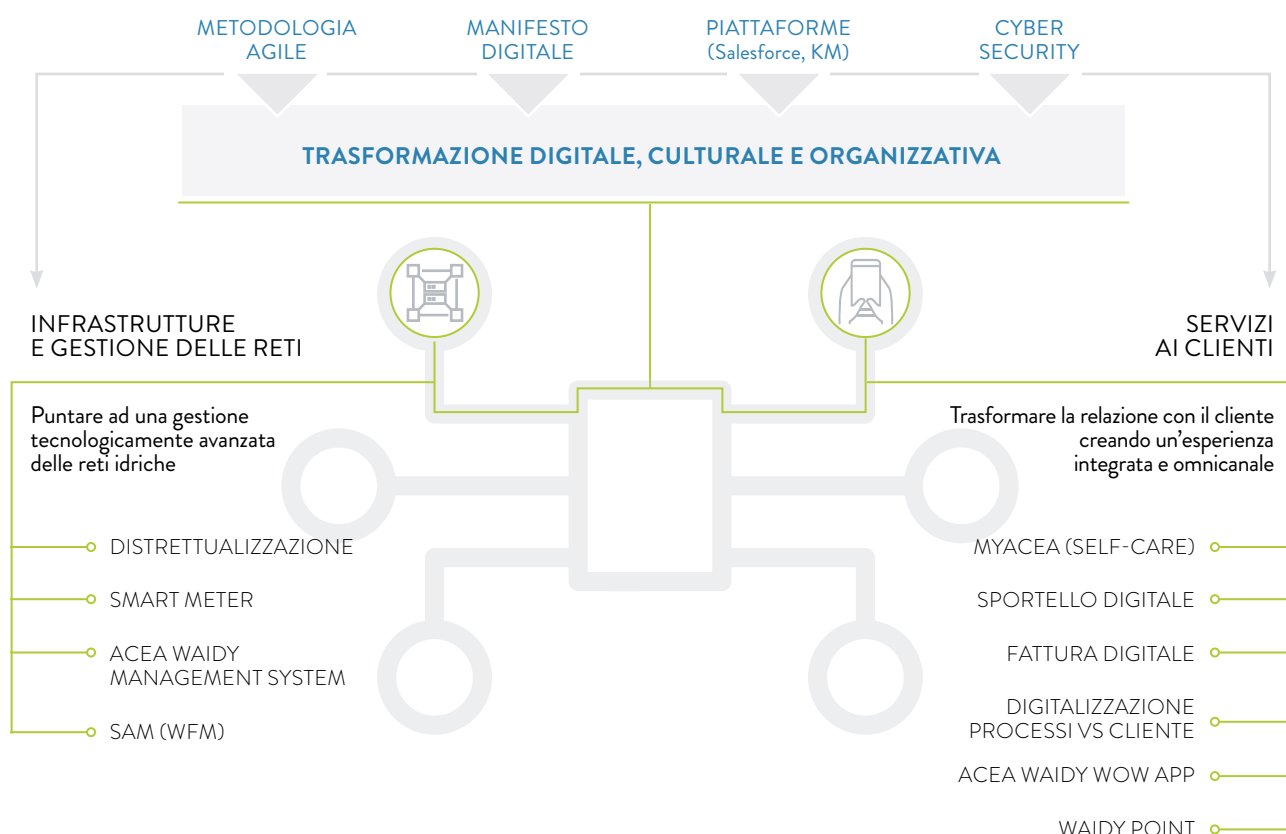 METODOLOGIA
AGILE
MANIFESTO
DIGITALE
PIATTAFORME
(Salesforce, KM)
CYBER
SECURITY
TRASFORMAZIONE DIGITALE, CULTURALE E ORGANIZZATIVA
INFRASTRUTTURE
E GESTIONE DELLE RETI
Puntare ad una gestione
tecnologicamente avanzata
delle reti idriche
DISTRETTUALIZZAZIONE
SMART METER
ACEA WAIDY
MANAGEMENT SYSTEM
SAM (WFM)
SERVIZI
AI CLIENTI
Trasformare la relazione con il cliente
creando un'esperienza
integrata e omnicanale
MYACEA (SELF-CARE)
SPORTELLO DIGITALE
FATTURA DIGITALE
DIGITALIZZAZIONE
PROCESSI VS CLIENTE
ACEA WAIDY WOW APP
WAIDY POINT